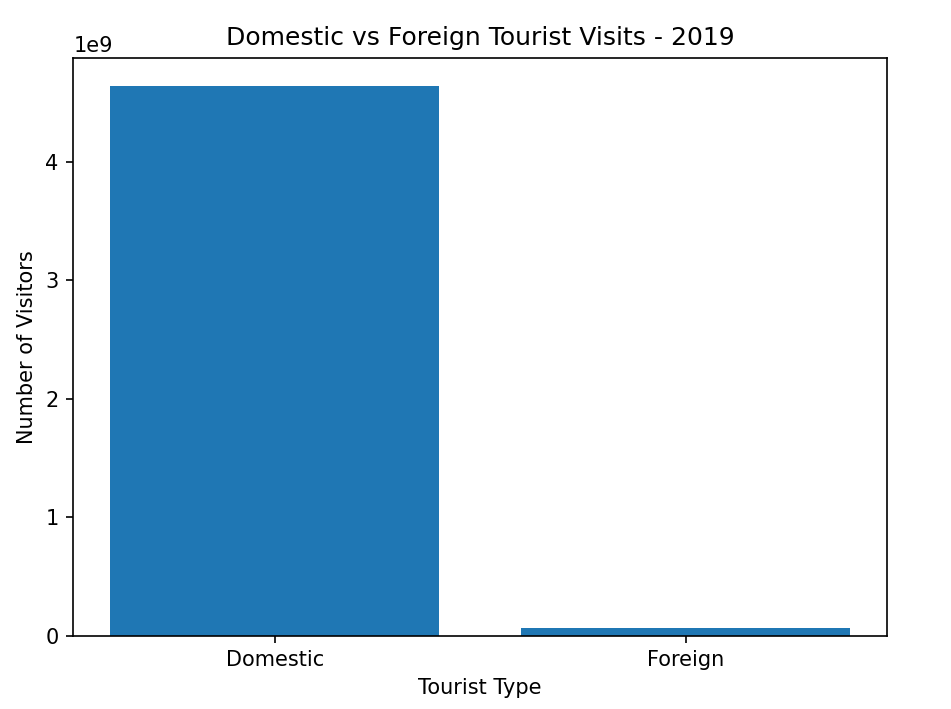 Domestic vs Foreign Tourist Visits - 2019
1e9
4
3
2
1
0
Number of Visitors
Domestic
Foreign
Tourist Type